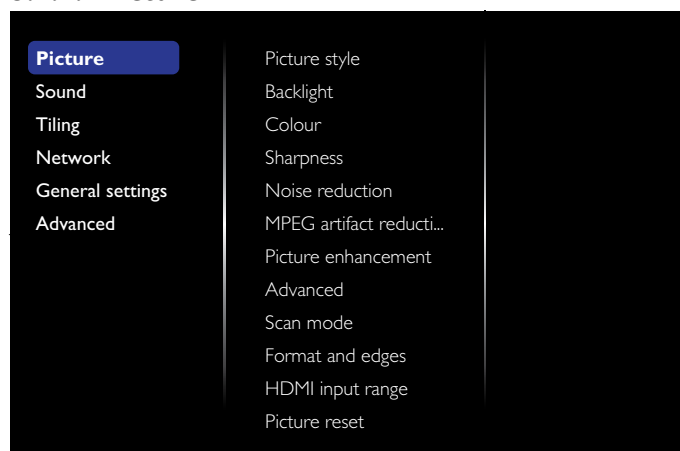 Picture
Sound
Tiling
Network
General settings
Advanced
Picture style
Backlight
Colour
Sharpness
Noise reduction
MPEG artifact reducti...
Picture enhancement
Advanced
Scan mode
Format and edges
HDMI input range
Picture reset